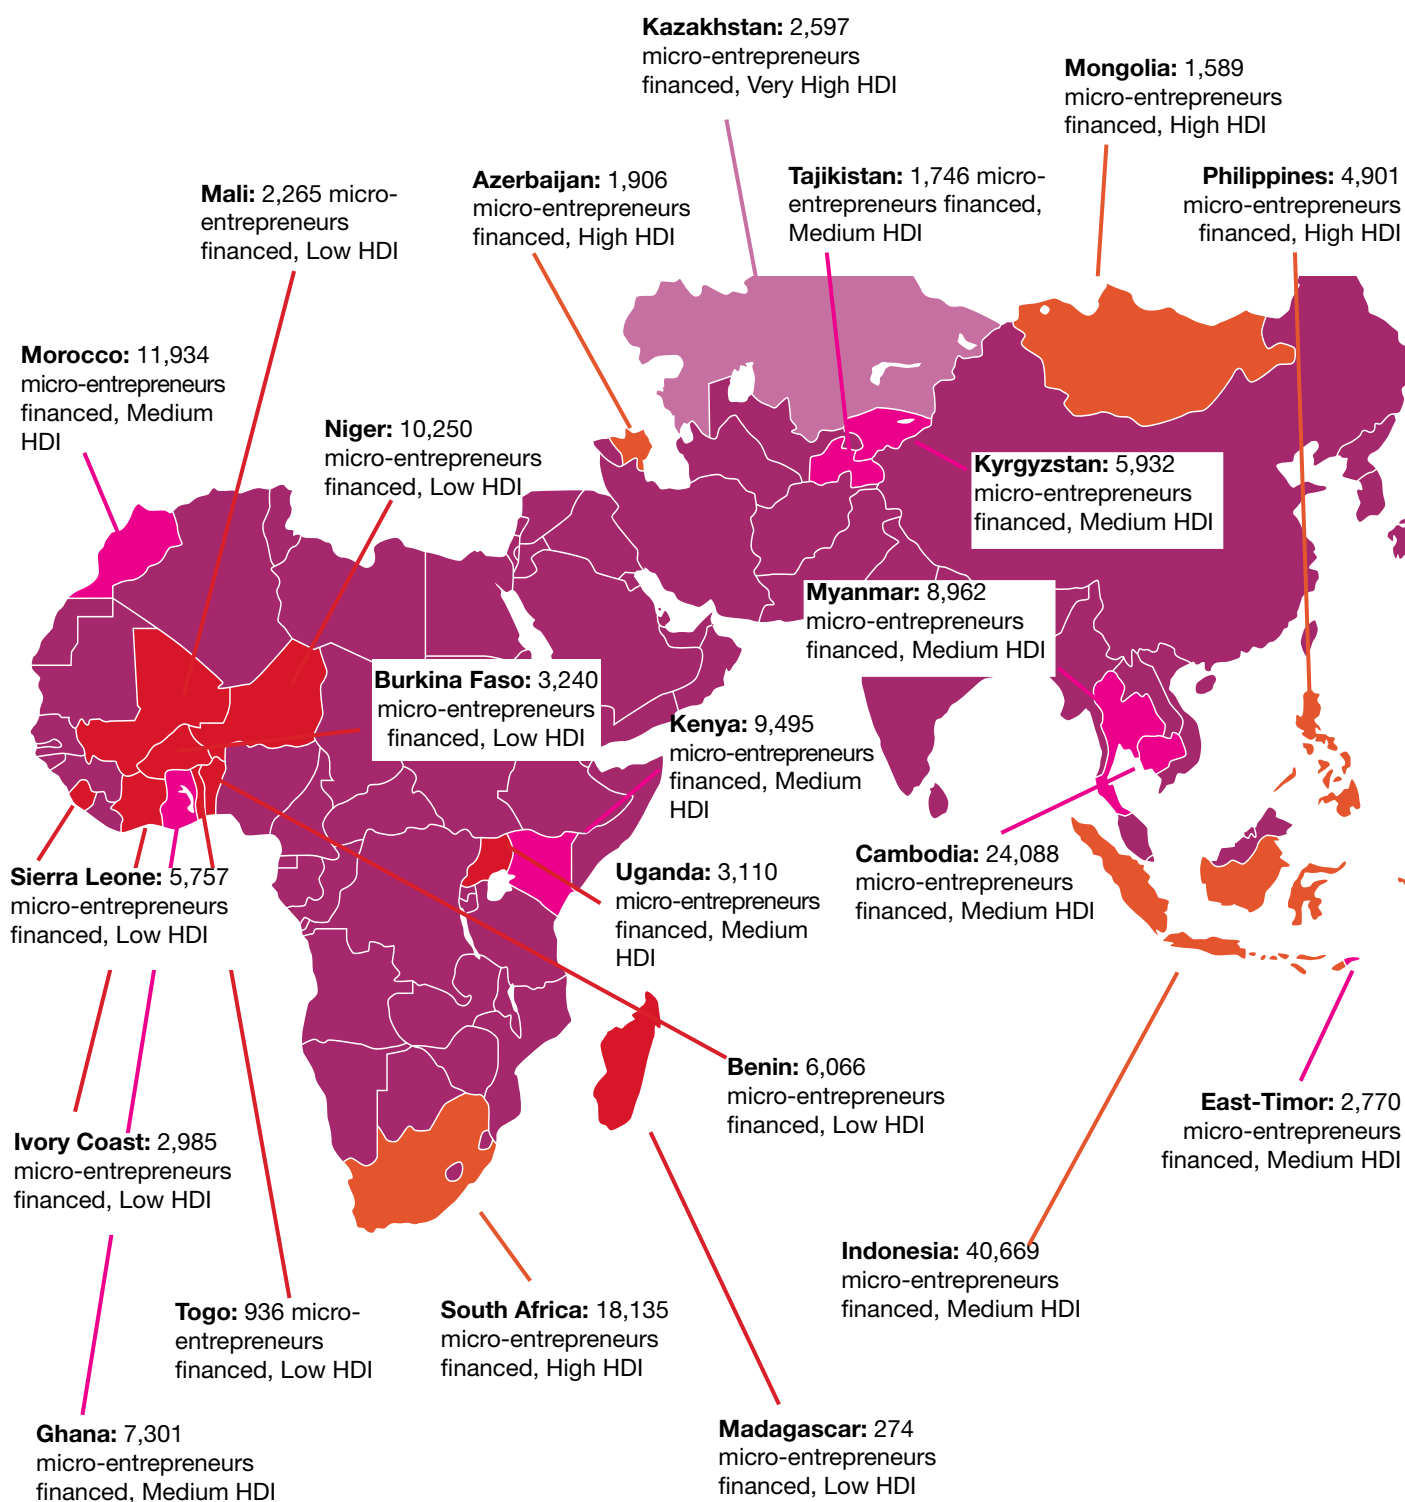 Kazakhstan: 2,597
micro-entrepreneurs
financed, Very High HDI
Mongolia: 1,589
micro-entrepreneurs
financed, High HDI
Mali: 2,265 micro-
entrepreneurs
financed, Low HDI
Azerbaijan: 1,906
micro-entrepreneurs
financed, High HDI
Tajikistan: 1,746 micro-
entrepreneurs financed,
Medium HDI
Philippines: 4,901
micro-entrepreneurs
financed, High HDI
Morocco: 11,934
micro-entrepreneurs
financed, Medium
HDI
Niger: 10,250
micro-entrepreneurs
financed, Low HDI
Kyrgyzstan: 5,932
micro-entrepreneurs
financed, Medium HDI
Myanmar: 8,962
micro-entrepreneurs
financed, Medium HDI
Burkina Faso: 3,240
micro-entrepreneurs
financed, Low HDI
Kenya: 9,495
micro-entrepreneurs
financed, Medium
HDI
Sierra Leone: 5,757
micro-entrepreneurs
financed, Low HDI
Uganda: 3,110
micro-entrepreneurs
financed, Medium
HDI
Cambodia: 24,088
micro-entrepreneurs
financed, Medium HDI
Benin: 6,066
micro-entrepreneurs
financed, Low HDI
East-Timor: 2,770
micro-entrepreneurs
financed, Medium HDI
Ivory Coast: 2,985
micro-entrepreneurs
financed, Low HDI
Indonesia: 40,669
micro-entrepreneurs
financed, Medium HDI
Togo: 936 micro-
entrepreneurs
financed, Low HDI
South Africa: 18,135
micro-entrepreneurs
financed, High HDI
Ghana: 7,301
micro-entrepreneurs
financed, Medium HDI
Madagascar: 274
micro-entrepreneurs
financed, Low HDI